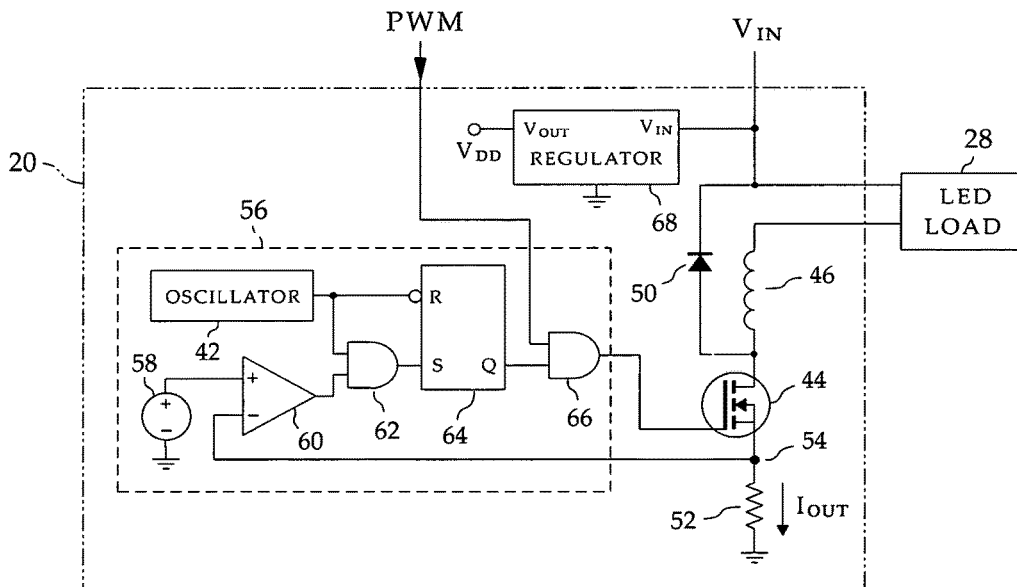 PWM
VIN
VOUT VIN
VDD
REGULATOR
68
28
LED
LOAD
20
56
OSCILLATOR
42
R
S
Q
64
66
62
58
+
−
+
−
60
50
46
44
54
52
IOUT